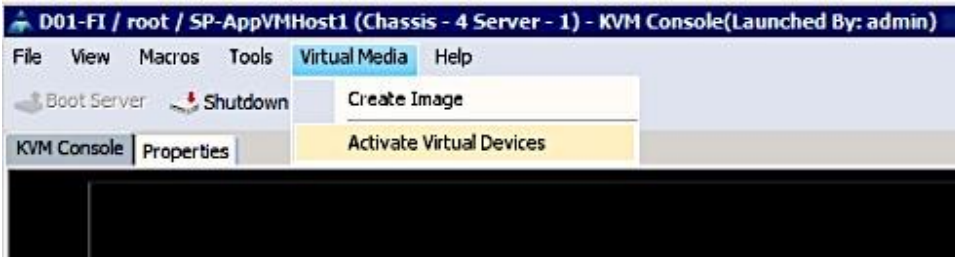 D01-FI / root / SP-AppVMHost1 (Chassis - 4 Server - 1) - KVM Console(Launched By: admin)
File View Macros Tools Virtual Media Help
Boot Server Shutdown
Create Image
Activate Virtual Devices
KVM Console Properties